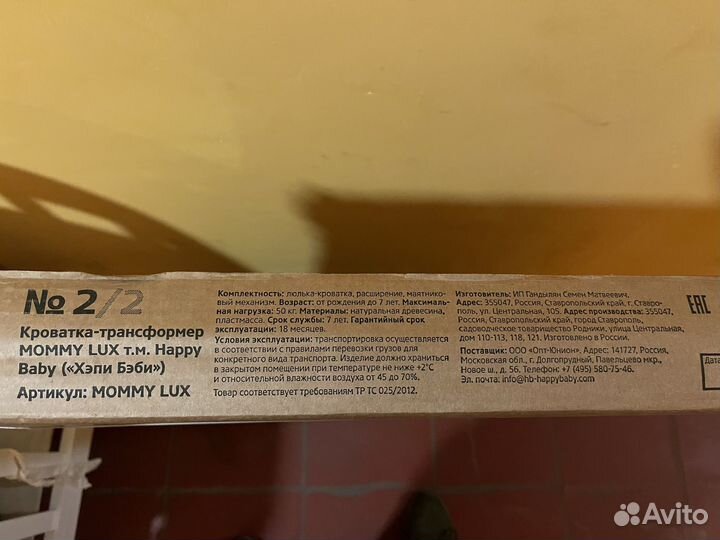 № 2/2
Кроватка-трансформер
MOMMY LUX т.м. Happy
Baby («Хэпи Бэби»)
Артикул: MOMMY LUX
Комплектность: люлька-кроватка, расширение, маятнико-
вый механизм. Возраст: от рождения до 7 лет. Максималь-
ная нагрузка: 50 кг. Материалы: натуральная древесина,
пластмасса. Срок службы: 7 лет. Гарантийный срок
эксплуатации: 18 месяцев.
Условия эксплуатации: транспортировка осуществляется
в соответствии с правилами перевозки грузов для
конкретного вида транспорта. Изделие должно храниться
в закрытом помещении при температуре не ниже +2°С
и относительной влажности воздуха от 45 до 70%.
Товар соответствует требованиям ТР ТС 025/2012.
Изготовитель: ИП Гандылян Семен Матвеевич,
Адрес: 355047, Россия, Ставропольский край, г. Ставро-
поль, ул. Центральная, 105. Адрес производства: 355047,
Россия, Ставропольский край, город Ставрополь,
садоводческое товарищество Родники, улица Центральная,
дом 110-113, 118, 121. Изготовлено в России.
Поставщик: ООО «Опт-Юнион», Адрес: 141727, Россия,
Московская обл., г. Долгопрудный, Павельцево мкр.,
Новое ш., д. 56. Телефон: +7 (495) 580-75-46.
Эл. почта: info@hb-happybaby.com
EAC
Дата
Avito